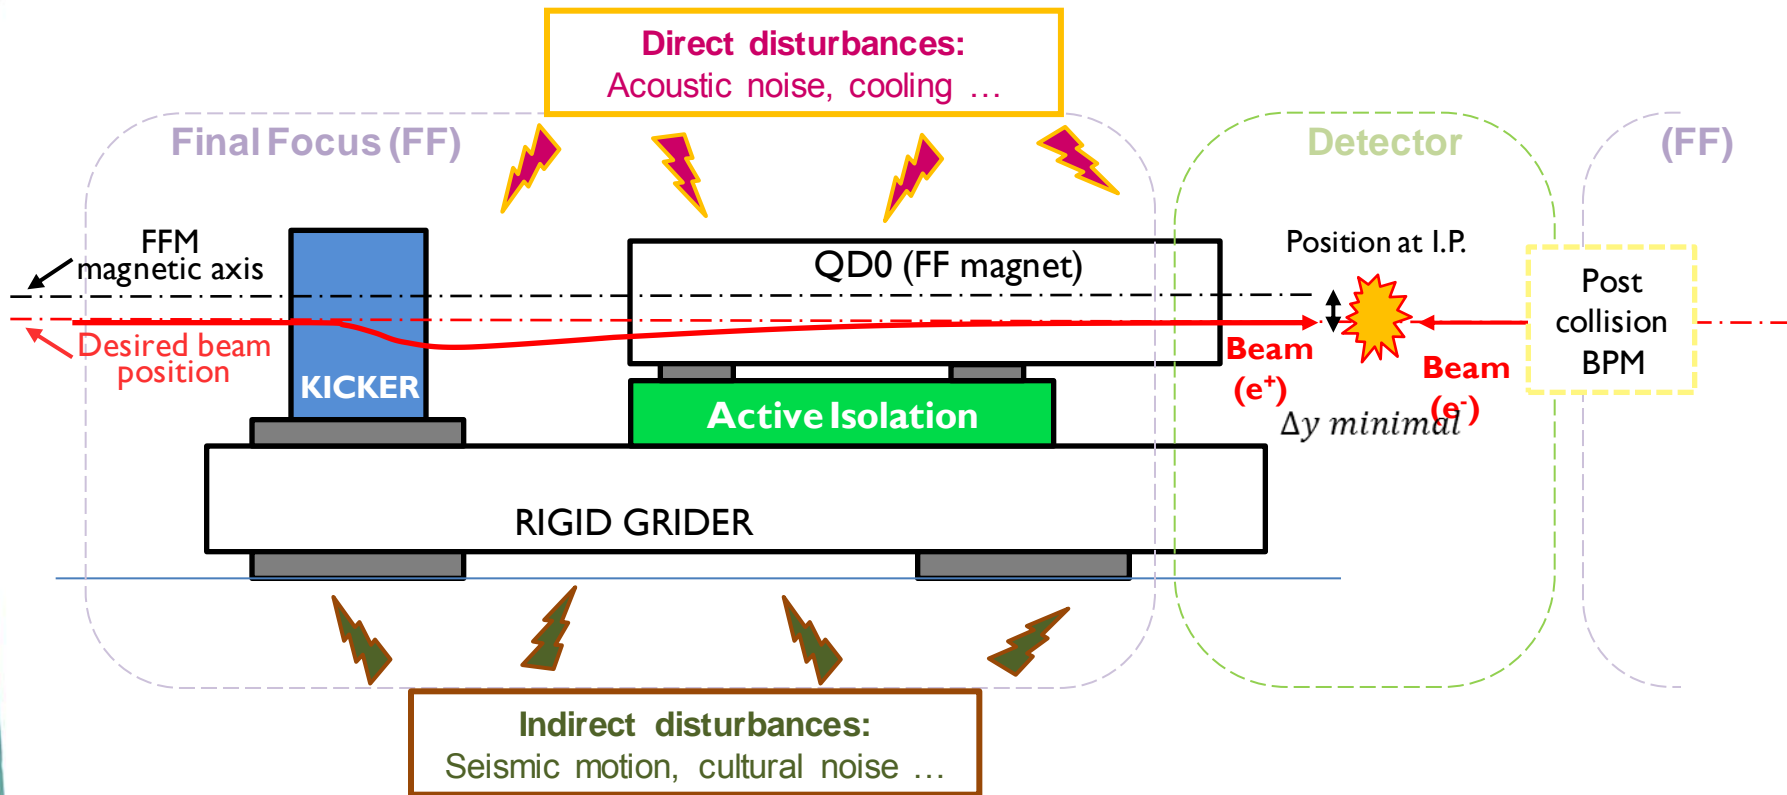 Direct disturbances:
Acoustic noise, cooling …
Final Focus (FF)
Detector
(FF)
FFM
magnetic axis
QD0 (FF magnet)
Position at I.P.
Post
collision
BPM
Desired beam
position
KICKER
Beam
(e+)
Beam
(e-)
Active Isolation
Δy minimal
RIGID GRIDER
Indirect disturbances:
Seismic motion, cultural noise …